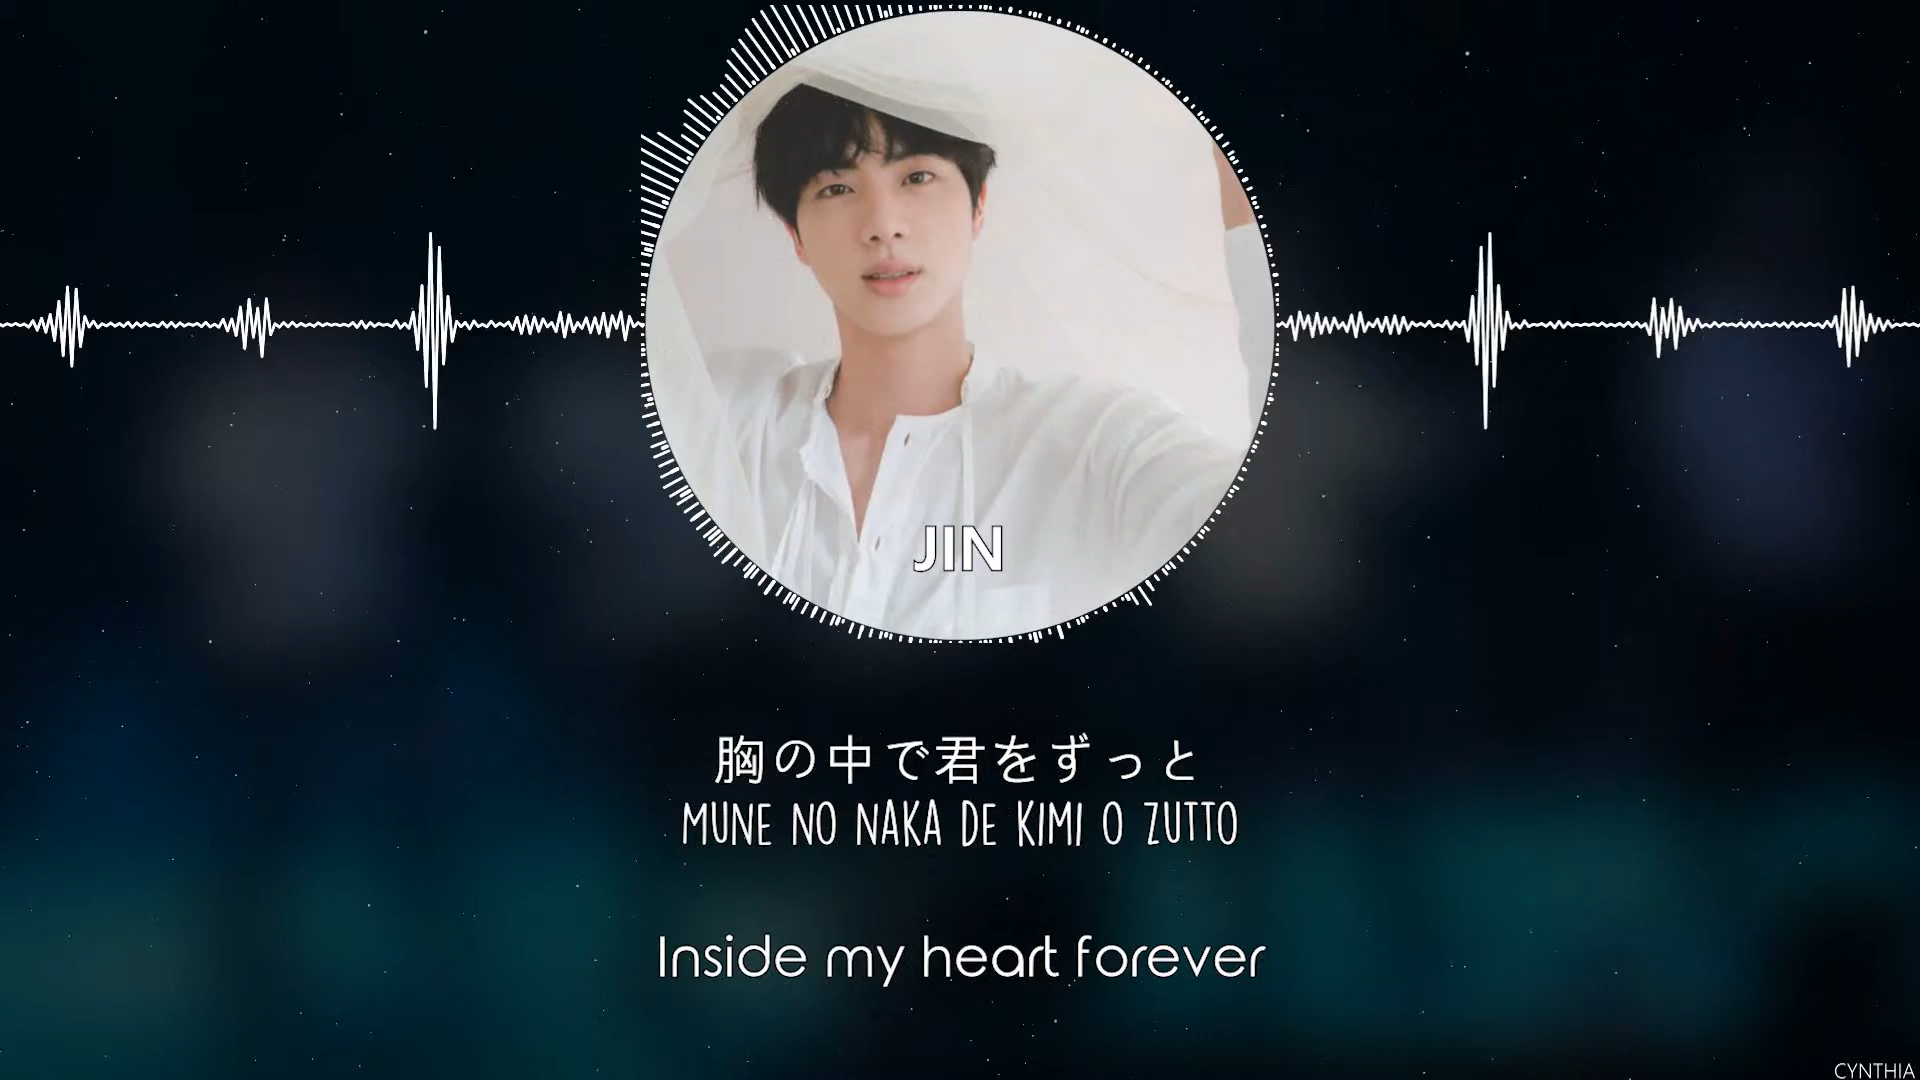 JIN
胸の中で君をずっと
MUNE NO NAKA DE KIMI O ZUTTO
Inside my heart forever
CYNTHIA